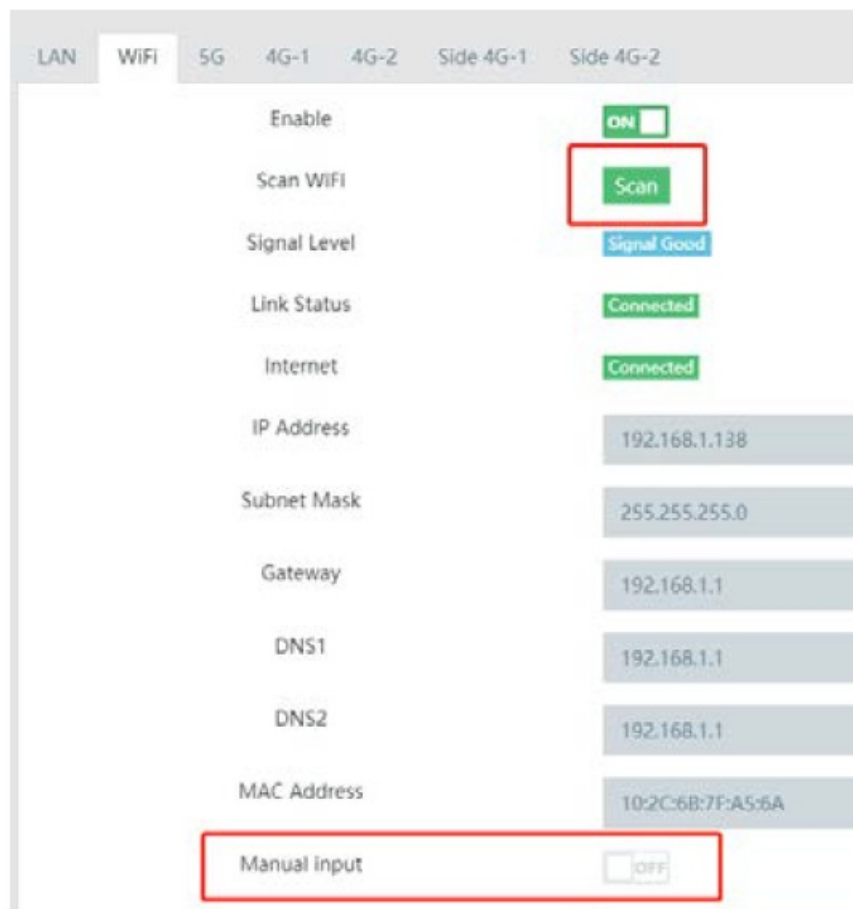 LAN WiFi 5G 4G-1 4G-2 Side 4G-1 Side 4G-2
Enable ON
Scan WiFi Scan
Signal Level Signal Good
Link Status Connected
Internet Connected
IP Address 192.168.1.138
Subnet Mask 255.255.255.0
Gateway 192.168.1.1
DNS1 192.168.1.1
DNS2 192.168.1.1
MAC Address 10:2C:6B:7F:A5:6A
Manual input OFF